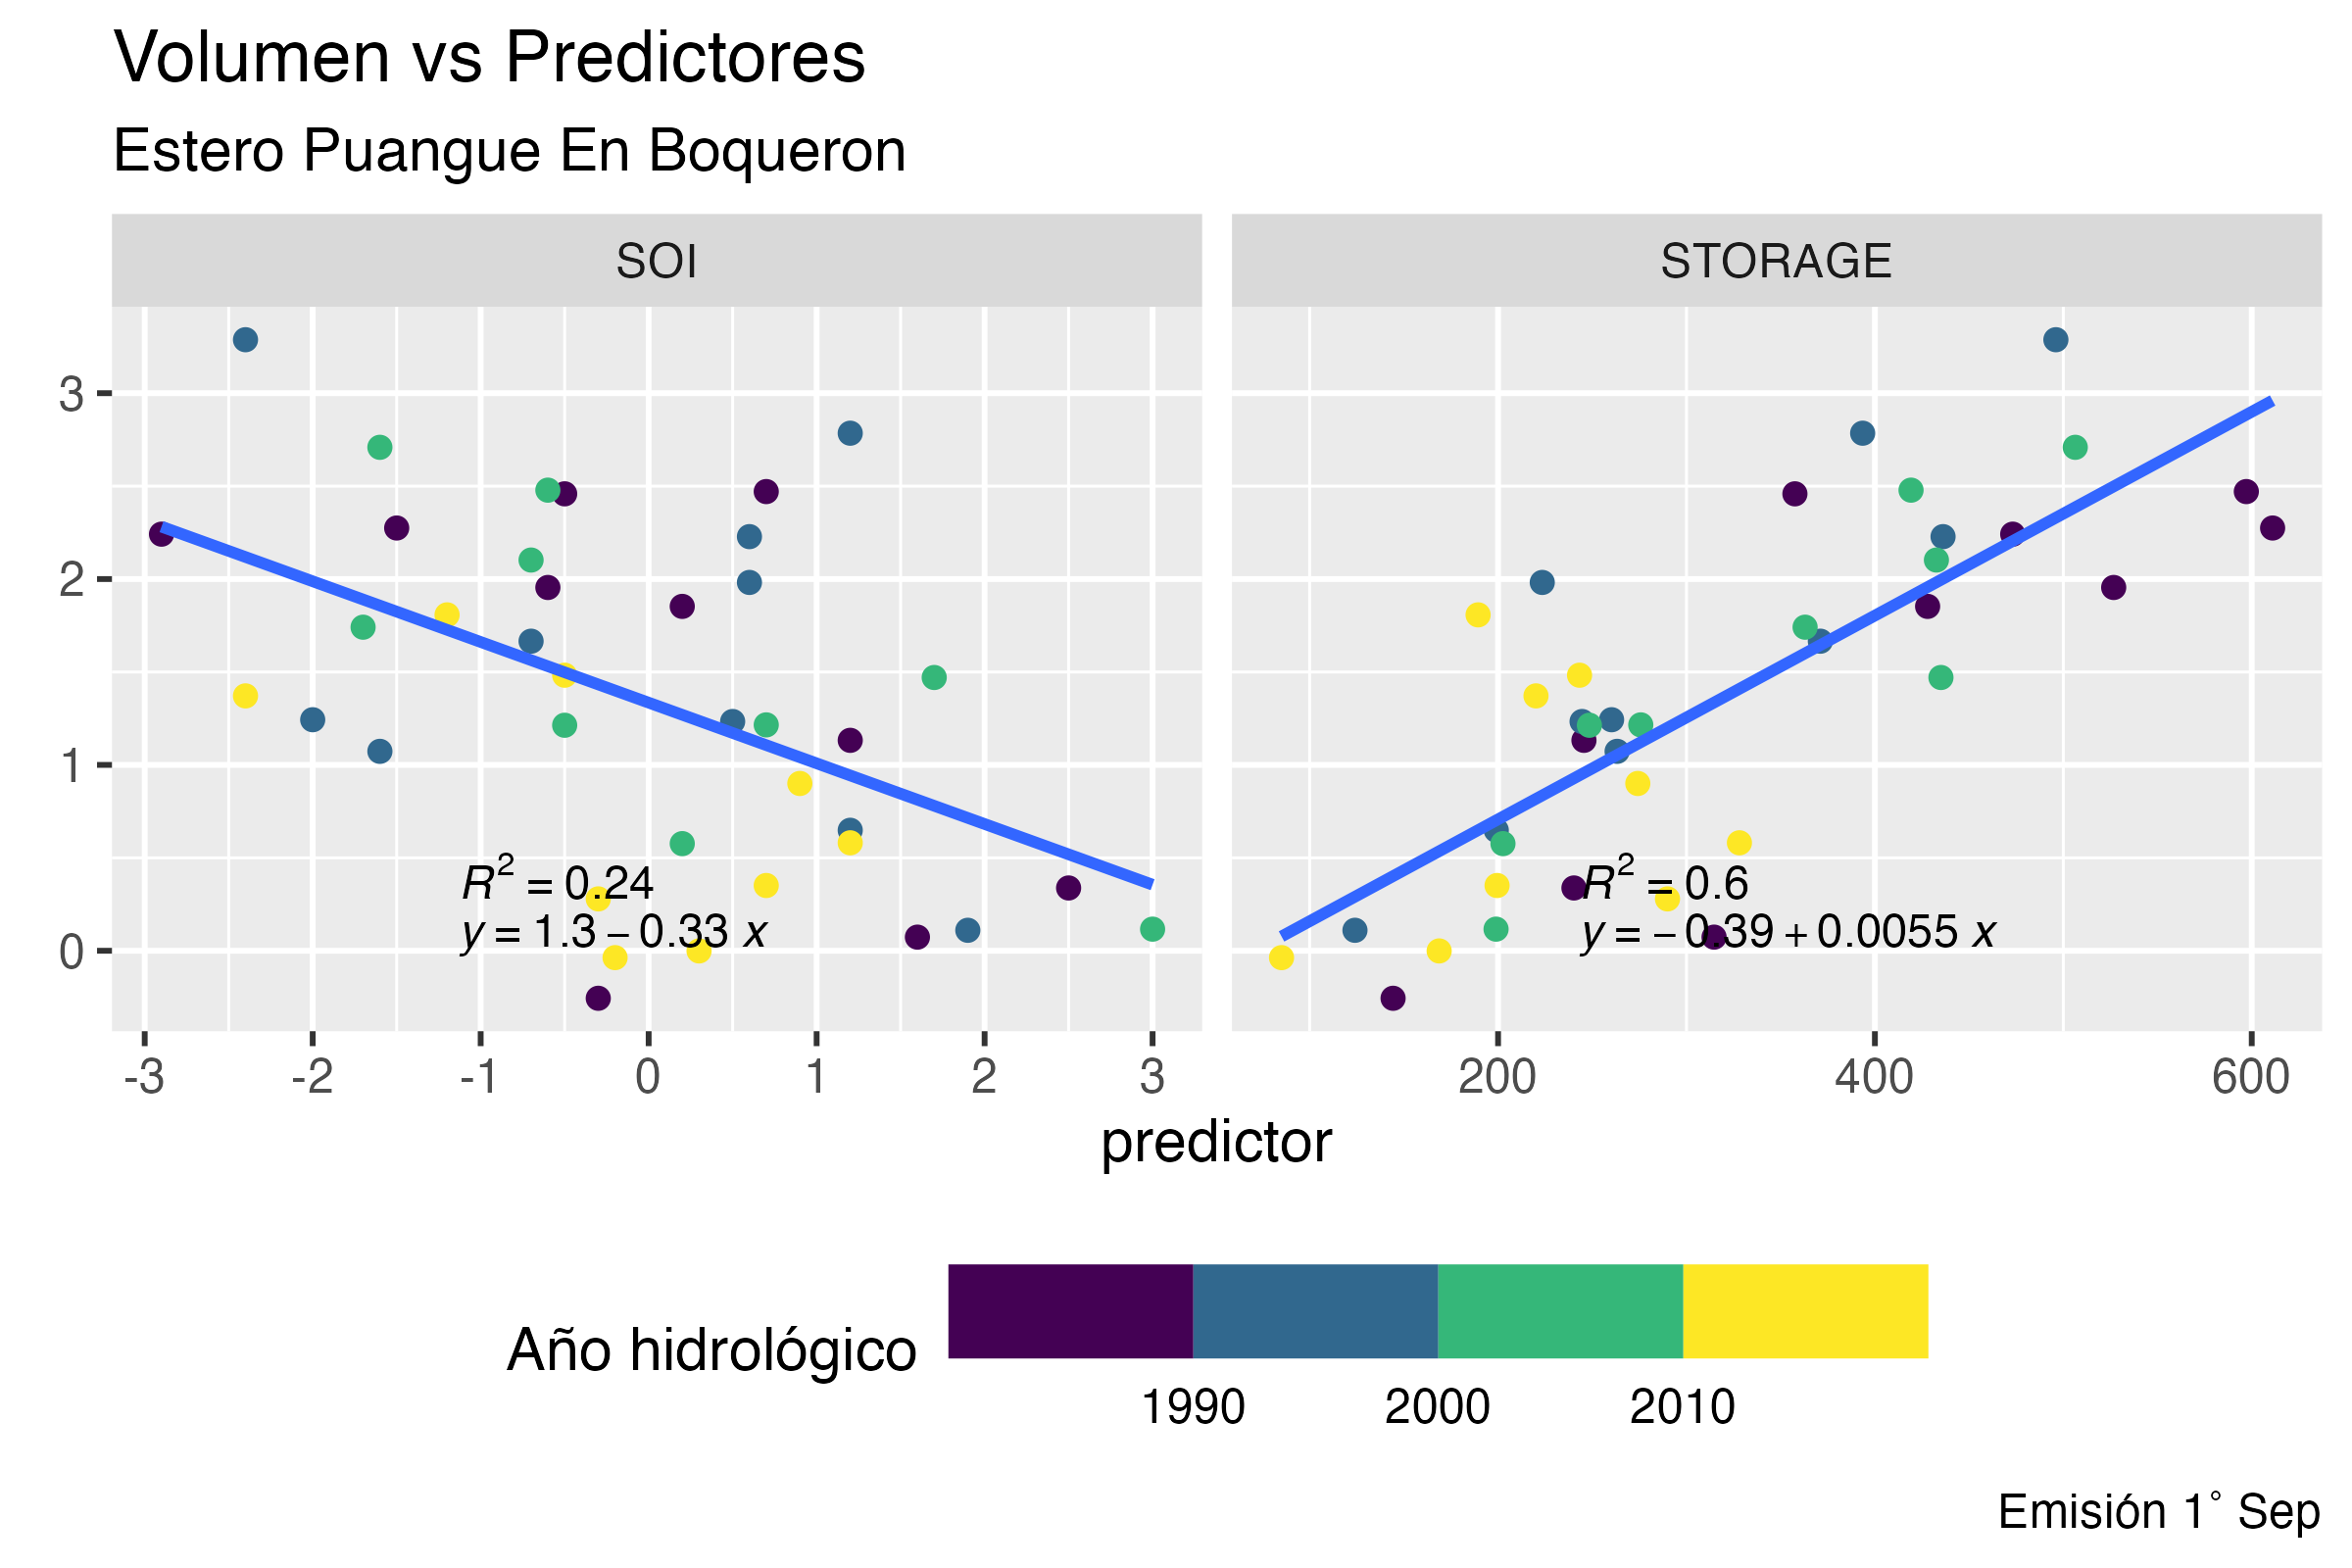 Volumen vs Predictores
Estero Puangue En Boqueron
SOI
STORAGE
3
2
1
0
R² = 0.24
y = 1.3 − 0.33 x
R² = 0.6
y = − 0.39 + 0.0055 x
-3 -2 -1 0 1 2 3
200 400 600
predictor
Año hidrológico
1990 2000 2010
Emisión 1˚ Sep